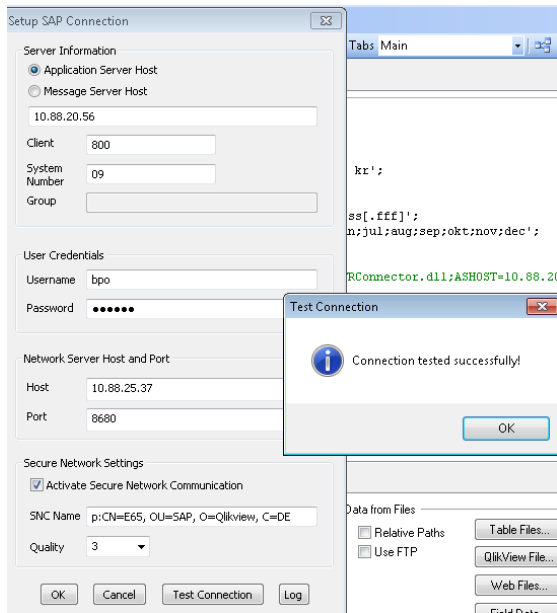 Setup SAP Connection
Server Information
Application Server Host
Message Server Host
10.88.20.56
Client 800
System Number 09
Group
User Credentials
Username bpo
Password ••••••
Network Server Host and Port
Host 10.88.25.37
Port 8680
Secure Network Settings
Activate Secure Network Communication
SNC Name p:CN=E65, OU=SAP, O=Qlikview, C=DE
Quality 3
OK Cancel Test Connection Log
Tabs Main
kr';
ss[.fff]';
n;jul;aug;sep;okt;nov;dec';
RConnector.dll;ASHOST=10.88.20
Test Connection
Connection tested successfully!
OK
Data from Files
Relative Paths
Use FTP
Table Files...
QlikView File...
Web Files...
Field Data...